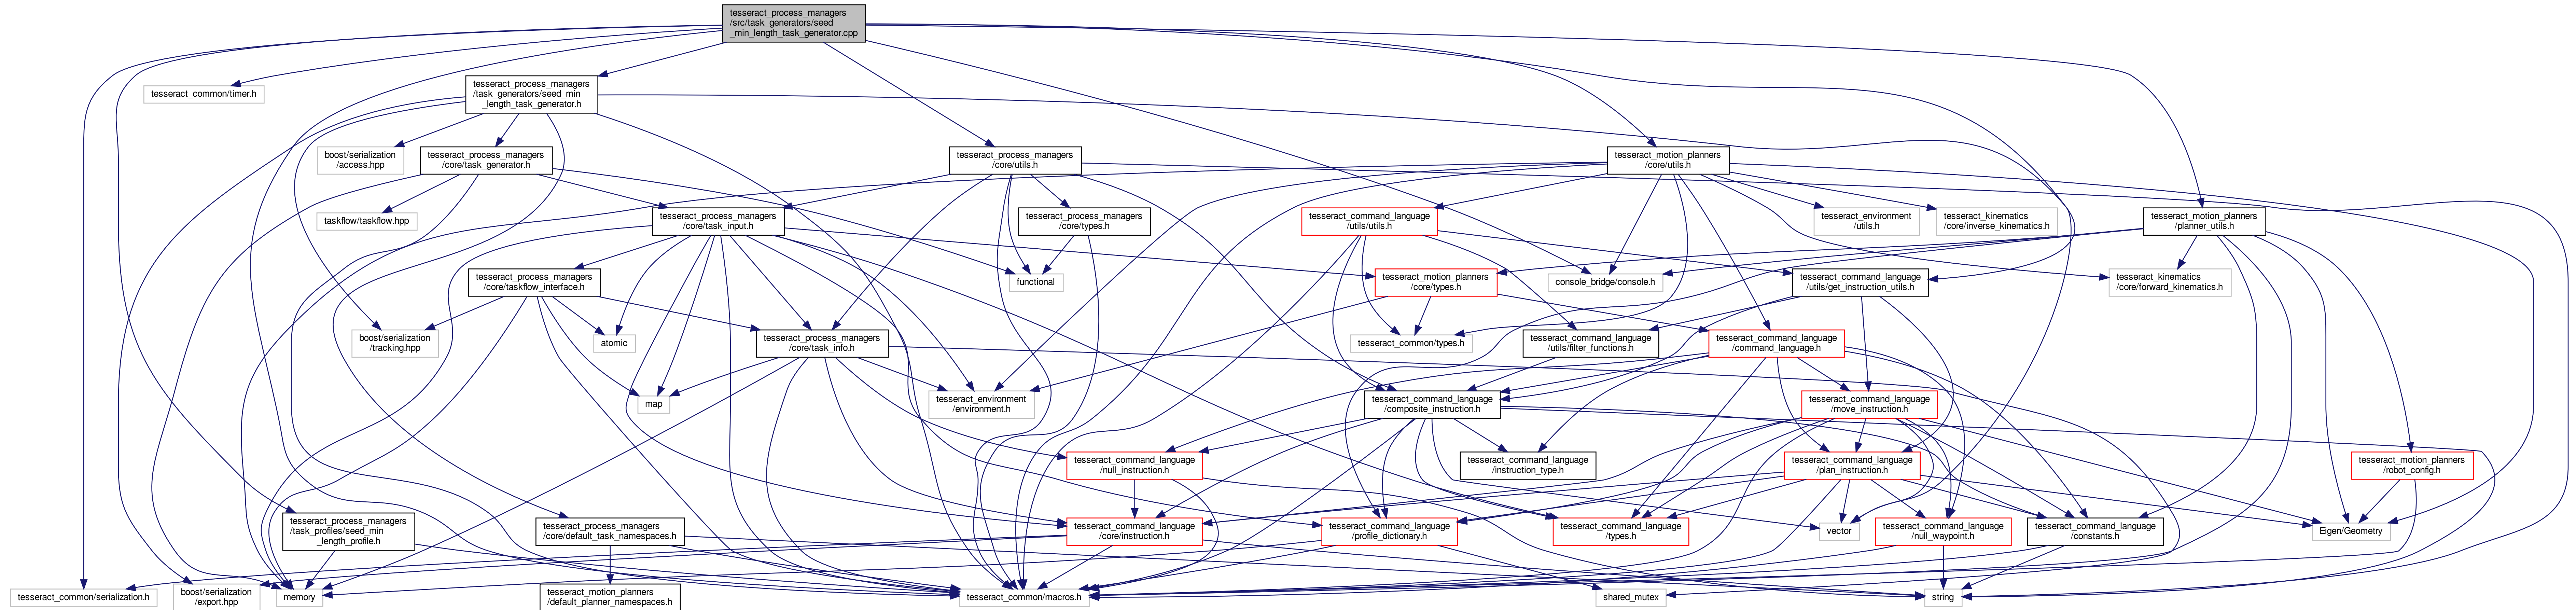 tesseract_process_managers
/src/task_generators/seed
_min_length_task_generator.cpp
tesseract_common/timer.h
tesseract_process_managers
/task_generators/seed_min
_length_task_generator.h
boost/serialization
/access.hpp
tesseract_process_managers
/core/task_generator.h
tesseract_process_managers
/core/utils.h
tesseract_motion_planners
/core/utils.h
taskflow/taskflow.hpp
tesseract_process_managers
/core/task_input.h
tesseract_process_managers
/core/types.h
tesseract_command_language
/utils/utils.h
tesseract_environment
/utils.h
tesseract_kinematics
/core/inverse_kinematics.h
tesseract_motion_planners
/planner_utils.h
tesseract_process_managers
/core/taskflow_interface.h
functional
tesseract_motion_planners
/core/types.h
console_bridge/console.h
tesseract_command_language
/utils/get_instruction_utils.h
tesseract_kinematics
/core/forward_kinematics.h
boost/serialization
/tracking.hpp
atomic
tesseract_process_managers
/core/task_info.h
tesseract_common/types.h
tesseract_command_language
/utils/filter_functions.h
tesseract_command_language
/command_language.h
map
tesseract_environment
/environment.h
tesseract_command_language
/composite_instruction.h
tesseract_command_language
/move_instruction.h
tesseract_command_language
/null_instruction.h
tesseract_command_language
/instruction_type.h
tesseract_command_language
/plan_instruction.h
tesseract_motion_planners
/robot_config.h
tesseract_process_managers
/task_profiles/seed_min
_length_profile.h
tesseract_process_managers
/core/default_task_namespaces.h
tesseract_command_language
/core/instruction.h
tesseract_command_language
/profile_dictionary.h
tesseract_command_language
/types.h
vector
tesseract_command_language
/null_waypoint.h
tesseract_command_language
/constants.h
Eigen/Geometry
tesseract_common/serialization.h
boost/serialization
/export.hpp
memory
tesseract_motion_planners
/default_planner_namespaces.h
tesseract_common/macros.h
shared_mutex
string